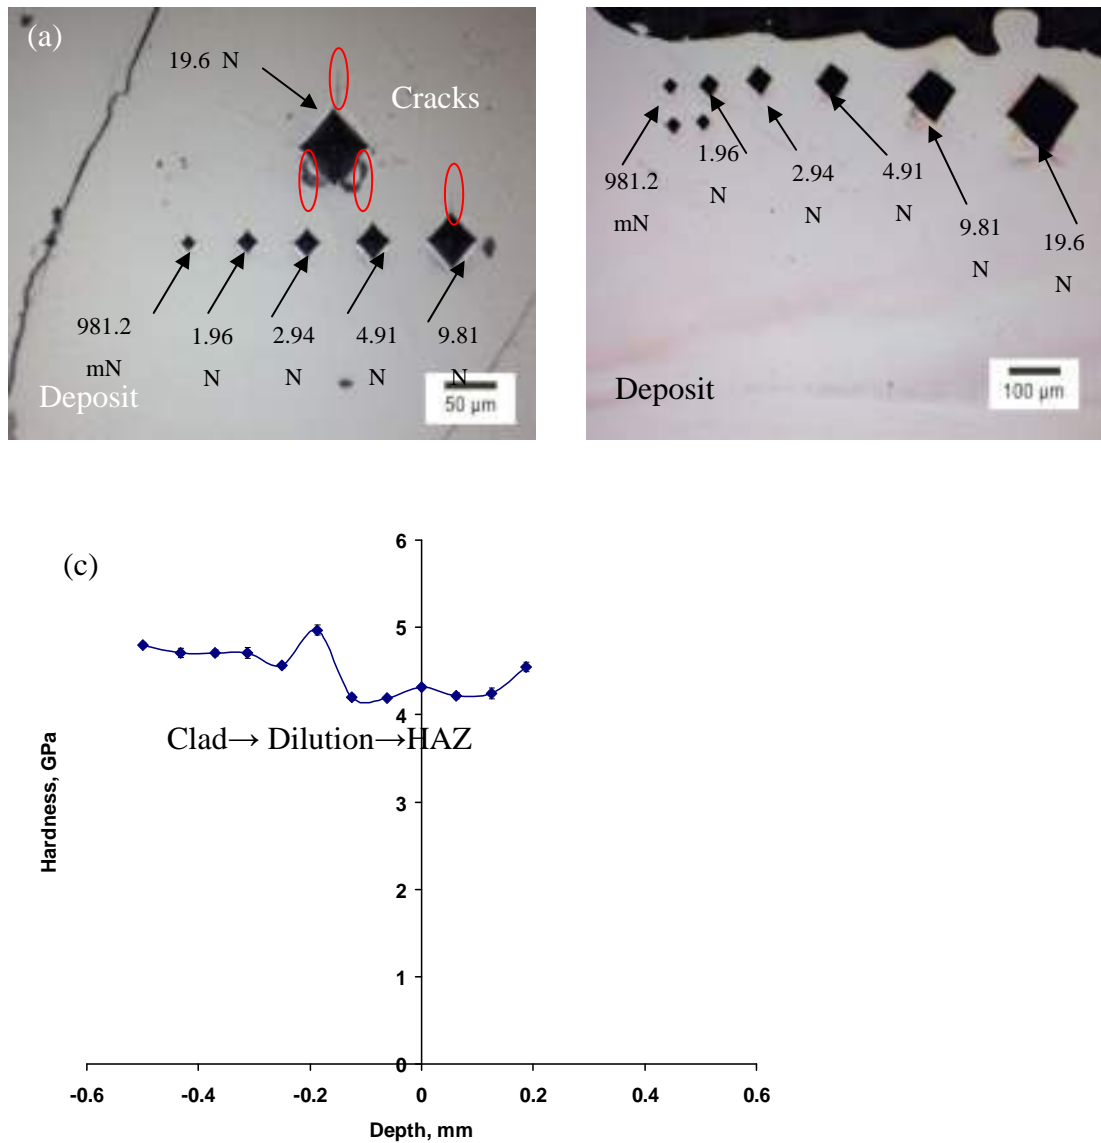 (a)
19.6 N
Cracks
981.2
mN
1.96
N
2.94
N
4.91
N
9.81
N
Deposit
50 µm
981.2
mN
1.96
N
2.94
N
4.91
N
9.81
N
19.6
N
Deposit
100 µm
(c)
6
5
4
3
2
1
0
Clad→ Dilution→HAZ
Hardness, GPa
-0.6
-0.4
-0.2
0
0.2
0.4
0.6
Depth, mm